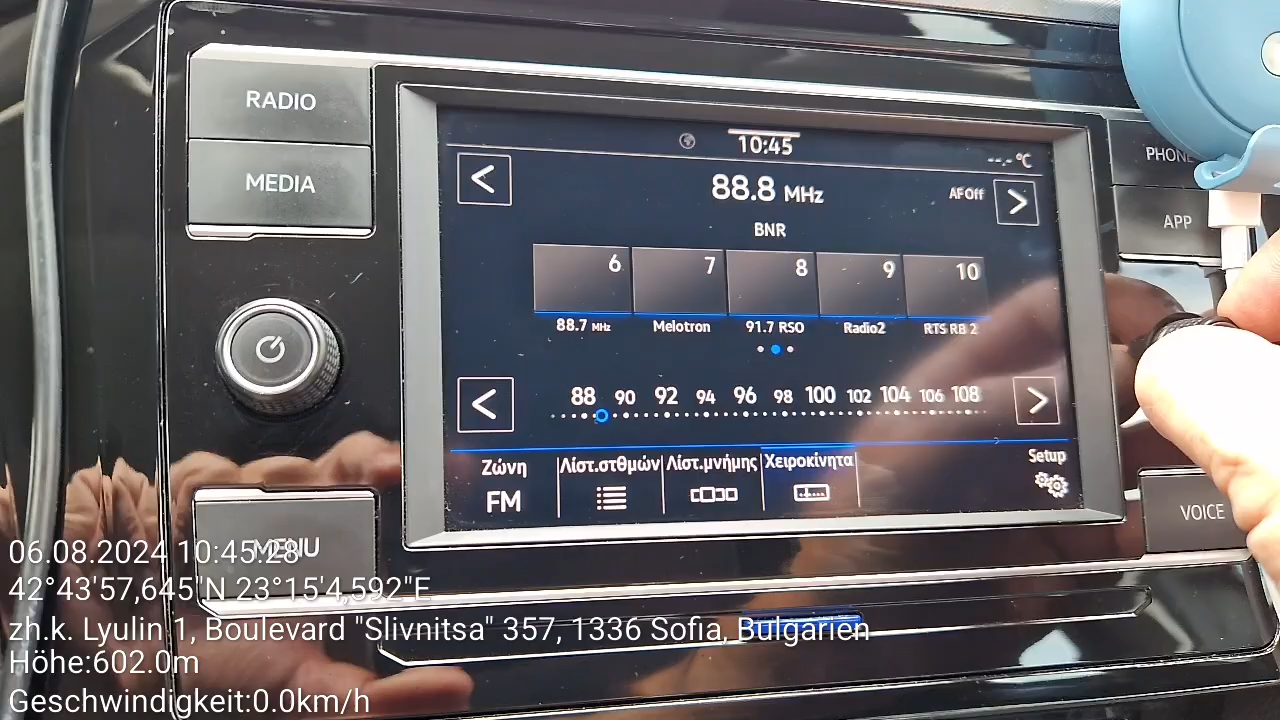 RADIO
MEDIA
PHONE
APP
10:45
--.- °C
88.8 MHz
AF Off
BNR
6 7 8 9 10
88.7 MHz Melotron 91.7 RSO Radio2 RTS RB 2
88 90 92 94 96 98 100 102 104 106 108
Ζώνη Λίστ.στθμών Λίστ.μνήμης Χειροκίνητα Setup
FM
MENU
VOICE
06.08.2024 10:45:28
42°43'57,645"N 23°15'4,592"E
zh.k. Lyulin 1, Boulevard "Slivnitsa" 357, 1336 Sofia, Bulgarien
Höhe:602.0m
Geschwindigkeit:0.0km/h